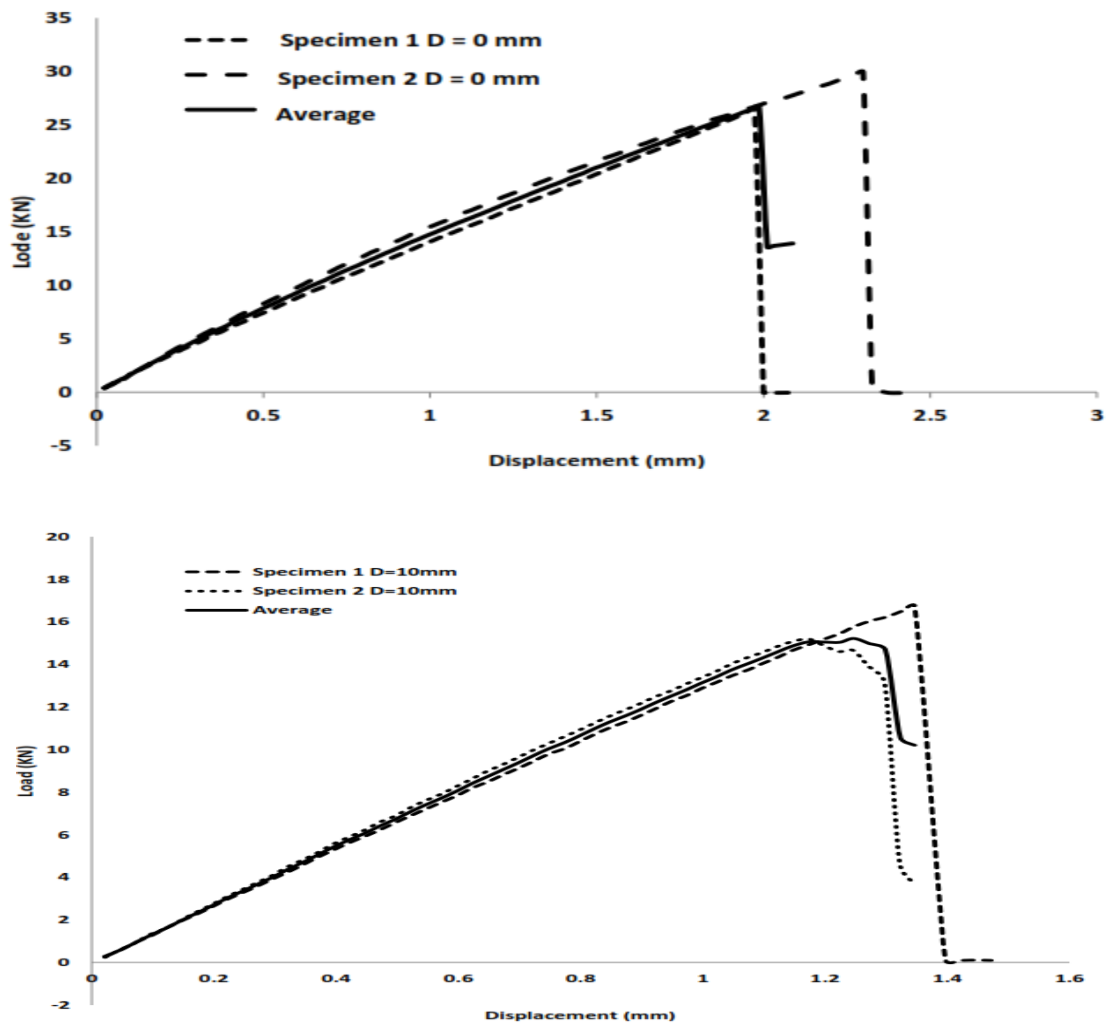 35
Specimen 1 D = 0 mm
30
Specimen 2 D = 0 mm
25
Average
20
15
10
5
0
-5
Lode (KN)
0 0.5 1 1.5 2 2.5 3
Displacement (mm)
20
18
Specimen 1 D=10mm
Specimen 2 D=10mm
16
Average
14
12
10
8
6
4
2
0
-2
Load (KN)
0 0.2 0.4 0.6 0.8 1 1.2 1.4 1.6
Displacement (mm)